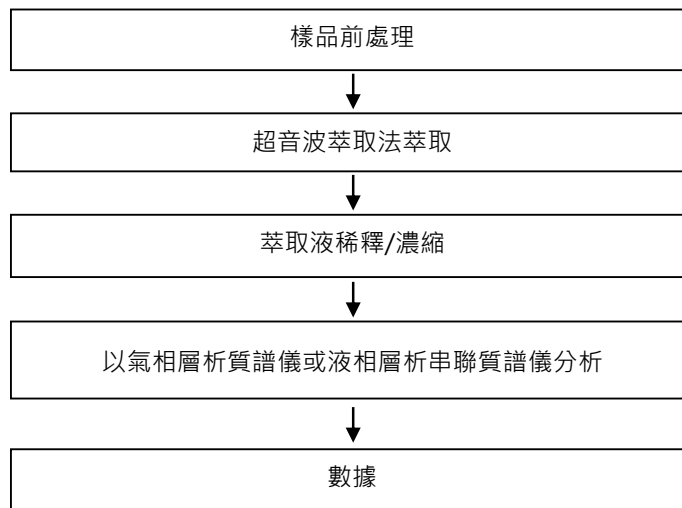 樣品前處理
超音波萃取法萃取
萃取液稀釋/濃縮
以氣相層析質譜儀或液相層析串聯質譜儀分析
數據